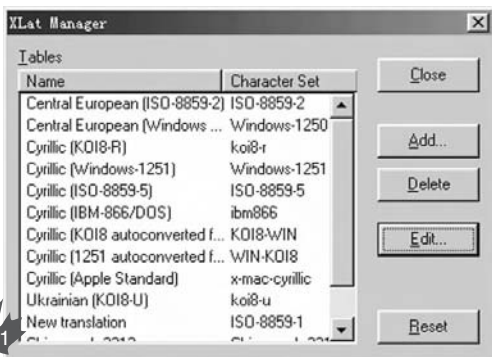 XLat Manager
Tables
Name Character Set
Central European (ISO-8859-2) ISO-8859-2
Central European (Windows ... Windows-1250
Cyrillic (KOI8-R) koi8-r
Cyrillic (Windows-1251) Windows-1251
Cyrillic (ISO-8859-5) ISO-8859-5
Cyrillic (IBM-866/DOS) ibm866
Cyrillic (KOI8 autoconverted f... KOI8-WIN
Cyrillic (1251 autoconverted f... WIN-KOI8
Cyrillic (Apple Standard) x-mac-cyrillic
Ukrainian (KOI8-U) koi8-u
New translation ISO-8859-1
Close
Add...
Delete
Edit...
Reset
1